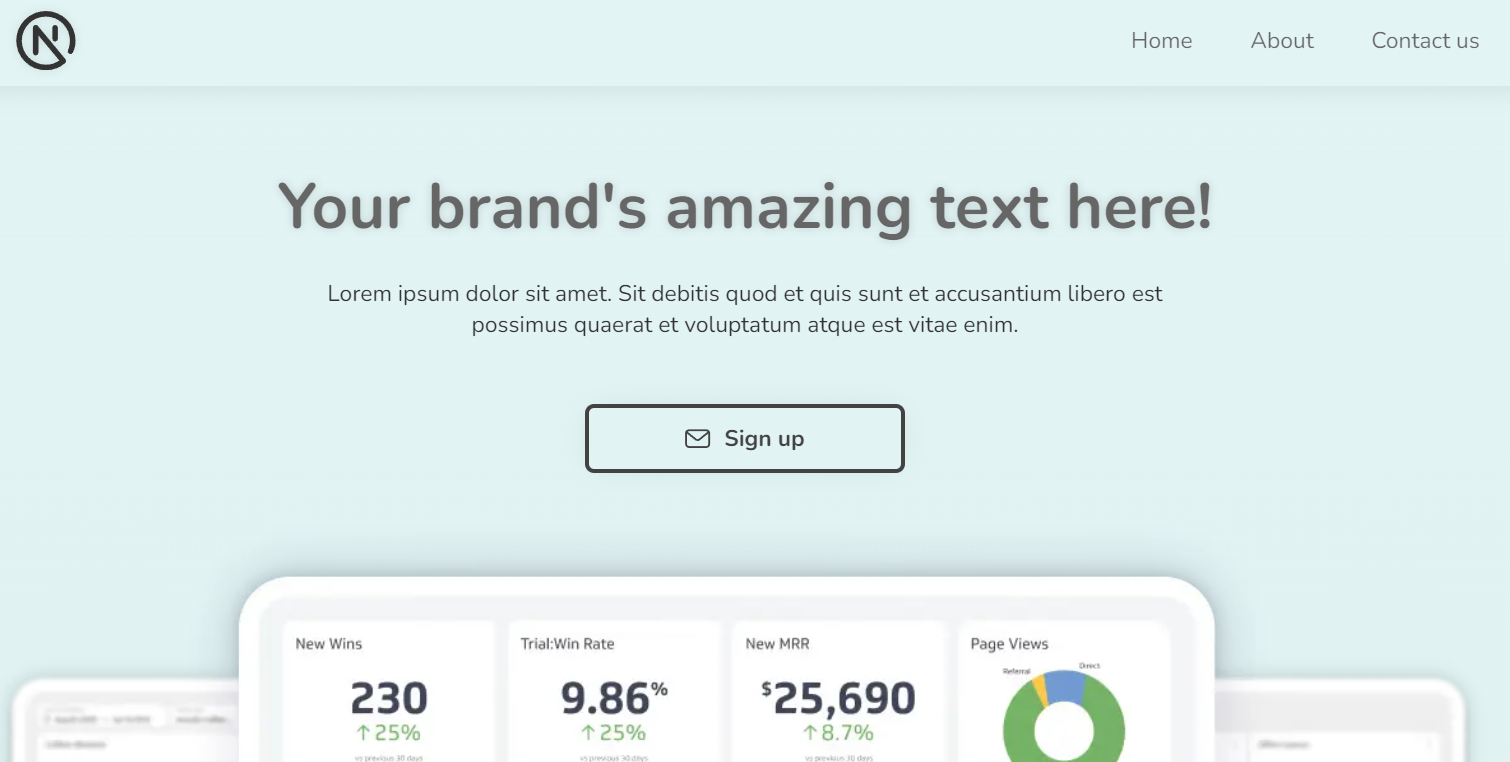 N
Home About Contact us
Your brand's amazing text here!
Lorem ipsum dolor sit amet. Sit debitis quod et quis sunt et accusantium libero est
possimus quaerat et voluptatum atque est vitae enim.
Sign up
New Wins
230
↑25%
vs previous 30 days
Trial:Win Rate
9.86%
↑25%
vs previous 30 days
New MRR
$25,690
↑8.7%
vs previous 30 days
Page Views
Referral
Direct